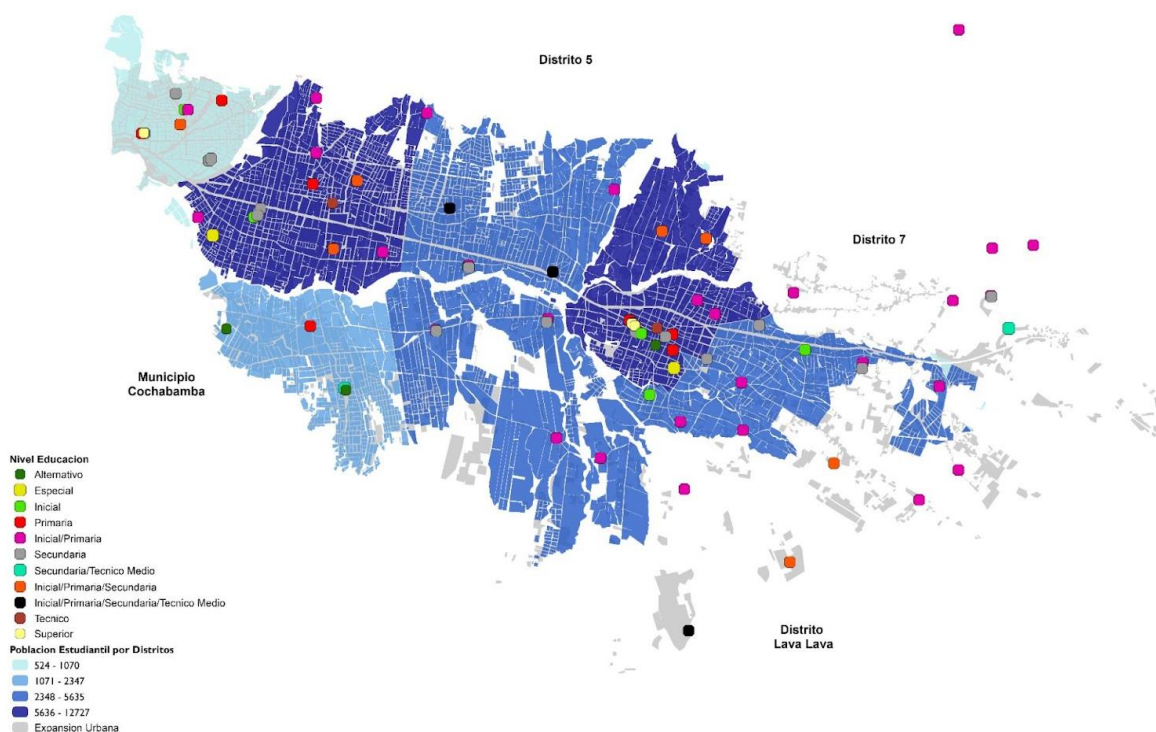 Distrito 5
Distrito 7
Municipio
Cochabamba
Distrito
Lava Lava
Nivel Educacion
Alternativo
Especial
Inicial
Primaria
Inicial/Primaria
Secundaria
Secundaria/Tecnico Medio
Inicial/Primaria/Secundaria
Inicial/Primaria/Secundaria/Tecnico Medio
Tecnico
Superior
Poblacion Estudiantil por Distritos
524 - 1070
1071 - 2347
2348 - 5635
5636 - 12727
Expansion Urbana